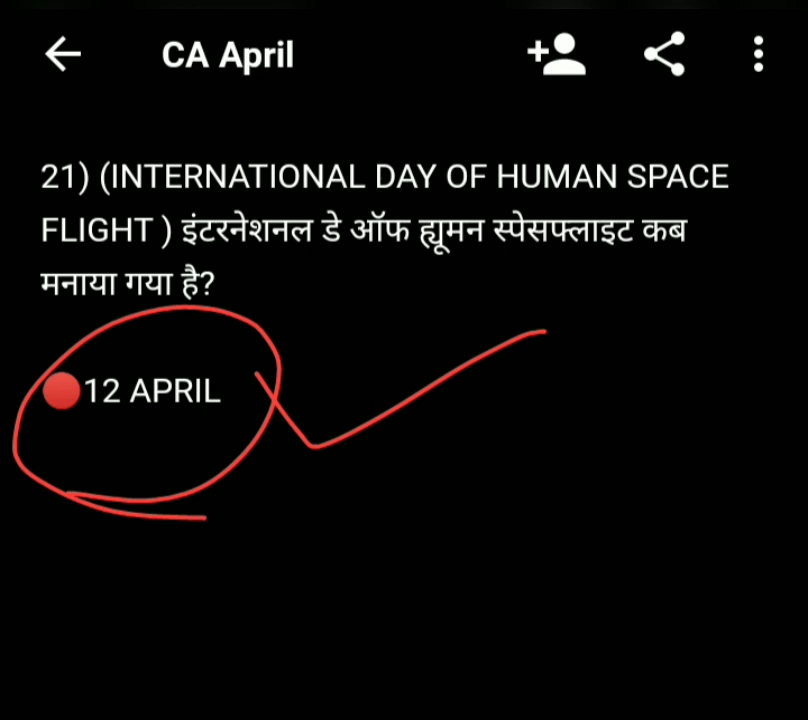 CA April
21) (INTERNATIONAL DAY OF HUMAN SPACE
FLIGHT ) इंटरनेशनल डे ऑफ ह्यूमन स्पेसफ्लाइट कब
मनाया गया है?
🔴12 APRIL